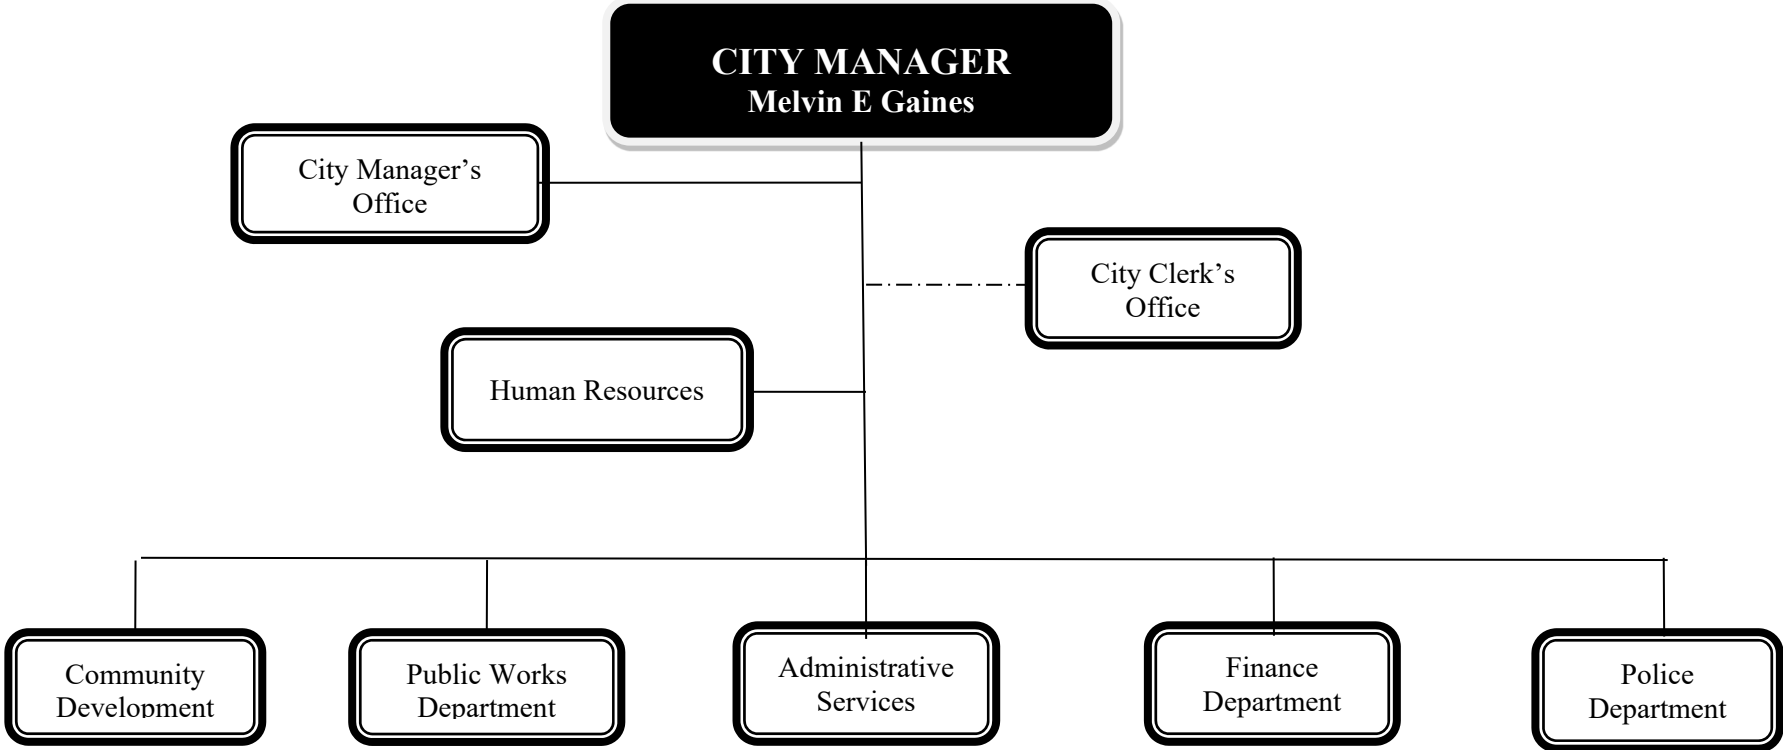 CITY MANAGER
Melvin E Gaines
City Manager’s
Office
City Clerk’s
Office
Human Resources
Community
Development
Public Works
Department
Administrative
Services
Finance
Department
Police
Department